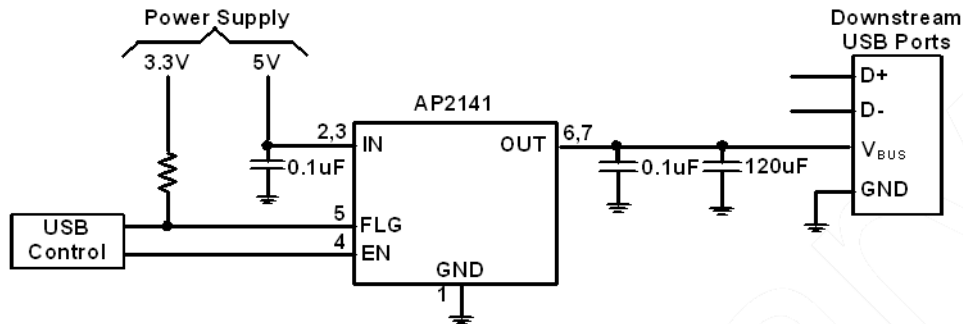 Power Supply
3.3V
5V
Downstream
USB Ports
D+
D-
AP2141
2,3
IN
OUT
6,7
0.1uF
0.1uF
120uF
VBUS
GND
USB
Control
5
FLG
4
EN
GND
1